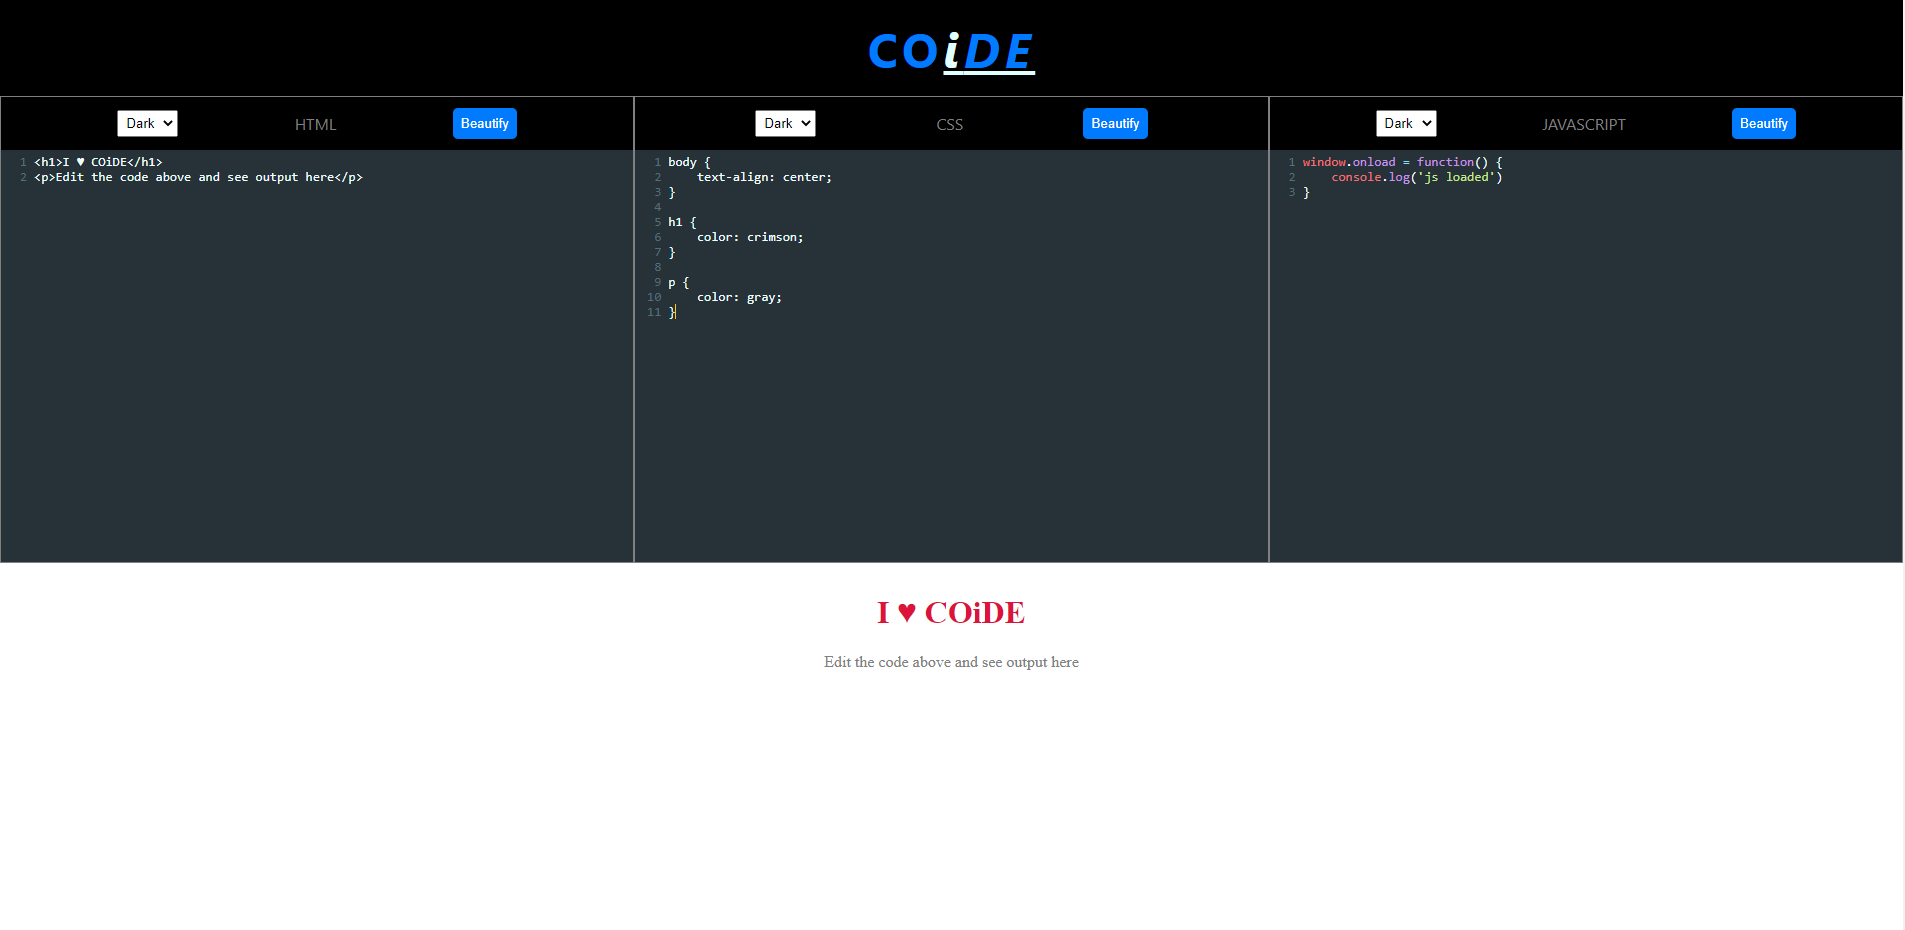 COiDE
Dark HTML Beautify
1 <h1>I ♥ COiDE</h1>
2 <p>Edit the code above and see output here</p>
Dark CSS Beautify
1 body {
2     text-align: center;
3 }
4
5 h1 {
6     color: crimson;
7 }
8
9 p {
10     color: gray;
11 }
Dark JAVASCRIPT Beautify
1 window.onload = function() {
2     console.log('js loaded')
3 }
I ♥ COiDE
Edit the code above and see output here